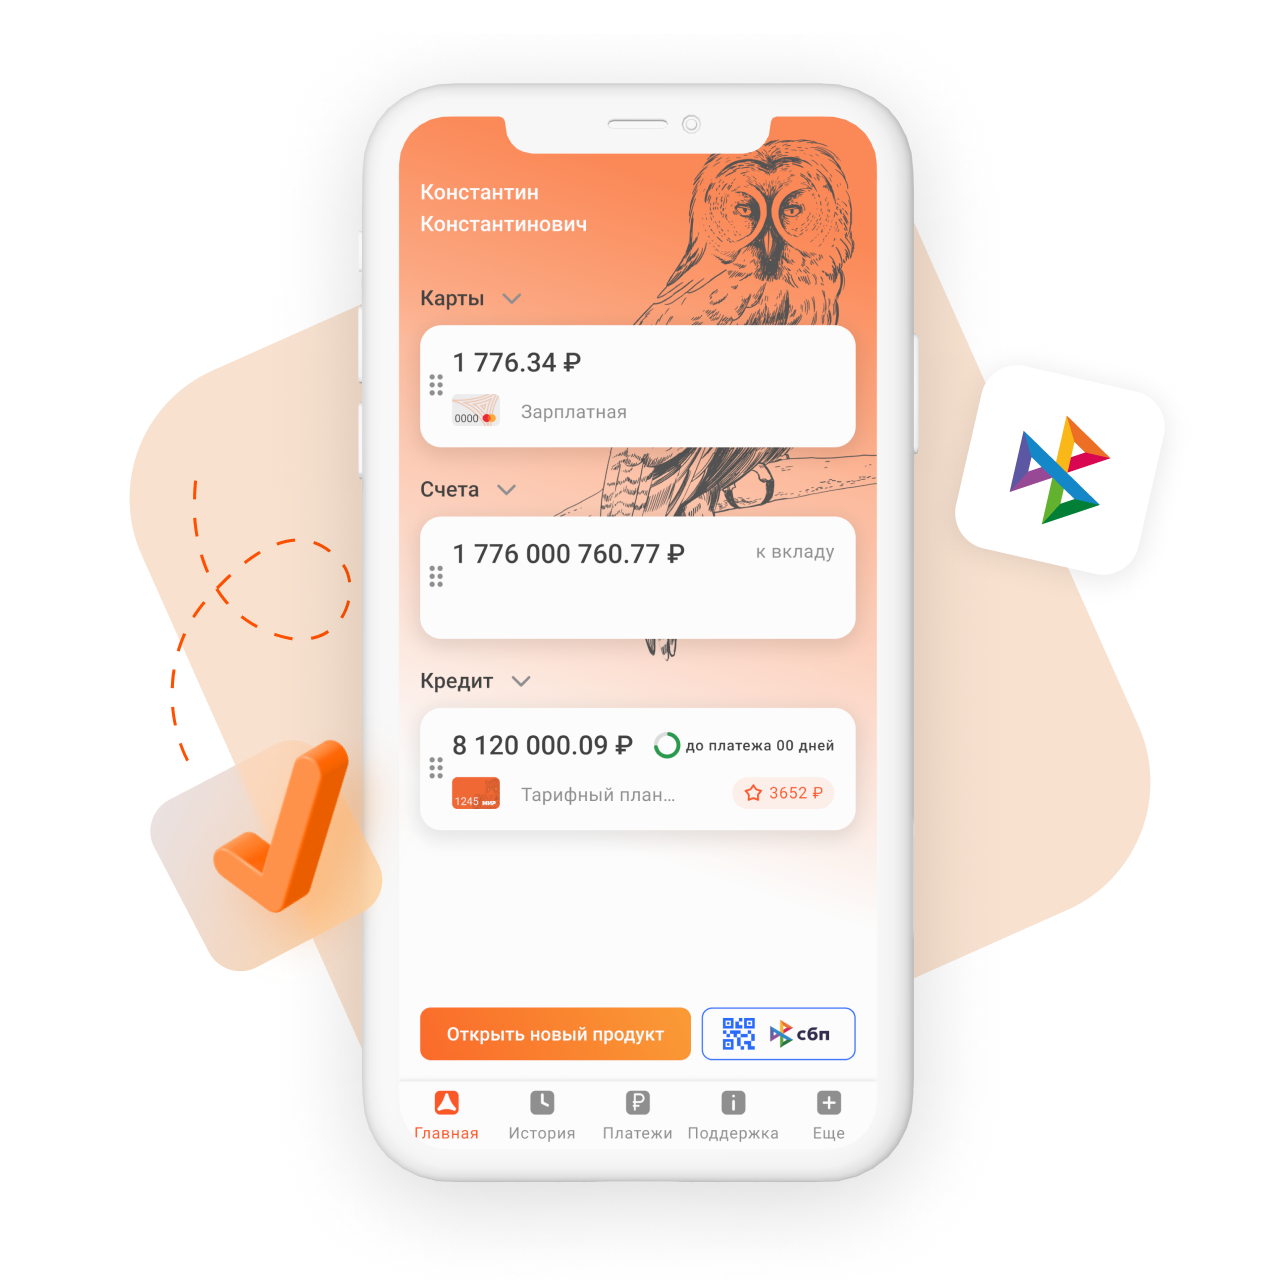 Константин
Константинович
Карты
1 776.34 ₽
0000
Зарплатная
Счета
1 776 000 760.77 ₽
к вкладу
Кредит
8 120 000.09 ₽
до платежа 00 дней
1245 МИР
Тарифный план...
3652 ₽
Открыть новый продукт
сбп
Главная
История
Платежи
Поддержка
Еще